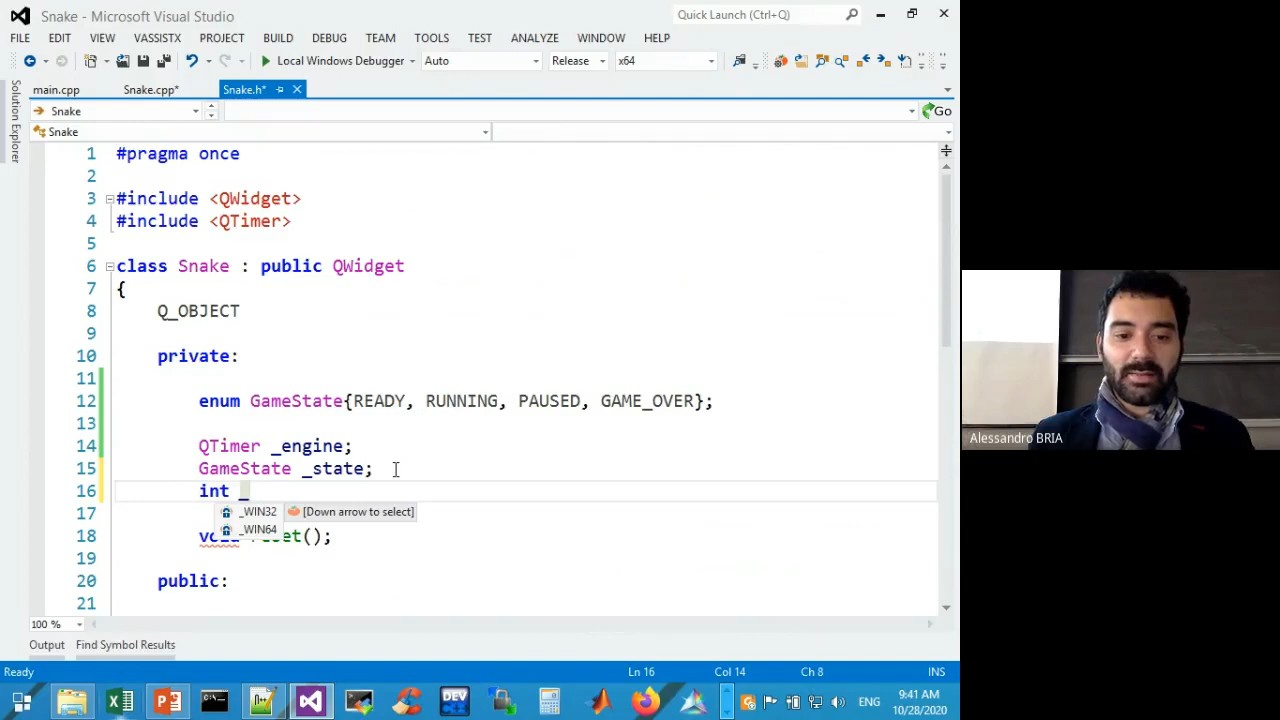 Snake - Microsoft Visual Studio
Quick Launch (Ctrl+Q)
FILE EDIT VIEW VASSISTX PROJECT BUILD DEBUG TEAM TOOLS TEST ANALYZE WINDOW HELP
Local Windows Debugger Auto Release x64
main.cpp Snake.cpp* Snake.h*
Solution Explorer
Snake Go
Snake
1 #pragma once
2
3 #include <QWidget>
4 #include <QTimer>
5
6 class Snake : public QWidget
7 {
8 Q_OBJECT
9
10 private:
11
12 enum GameState{READY, RUNNING, PAUSED, GAME_OVER};
13
14 QTimer _engine;
15 GameState _state;
16 int _
_WIN32 [Down arrow to select]
17
_WIN64
18 void reset();
19
20 public:
21
100 %
Output Find Symbol Results
Ready Ln 16 Col 14 Ch 8 INS
DEV
ENG
9:41 AM
10/28/2020
Alessandro BRIA